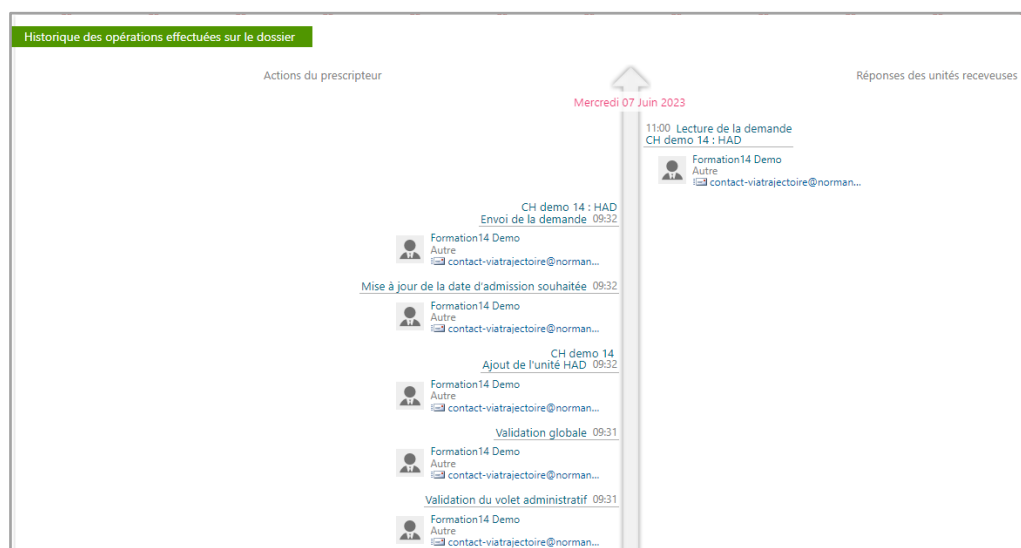 Historique des opérations effectuées sur le dossier
Actions du prescripteur
Réponses des unités receveuses
Mercredi 07 Juin 2023
11:00 Lecture de la demande
CH demo 14 : HAD
Formation14 Demo
Autre
contact-viatrajectoire@norman...
CH demo 14 : HAD
Envoi de la demande 09:32
Formation14 Demo
Autre
contact-viatrajectoire@norman...
Mise à jour de la date d'admission souhaitée 09:32
Formation14 Demo
Autre
contact-viatrajectoire@norman...
CH demo 14
Ajout de l'unité HAD 09:32
Formation14 Demo
Autre
contact-viatrajectoire@norman...
Validation globale 09:31
Formation14 Demo
Autre
contact-viatrajectoire@norman...
Validation du volet administratif 09:31
Formation14 Demo
Autre
contact-viatrajectoire@norman...